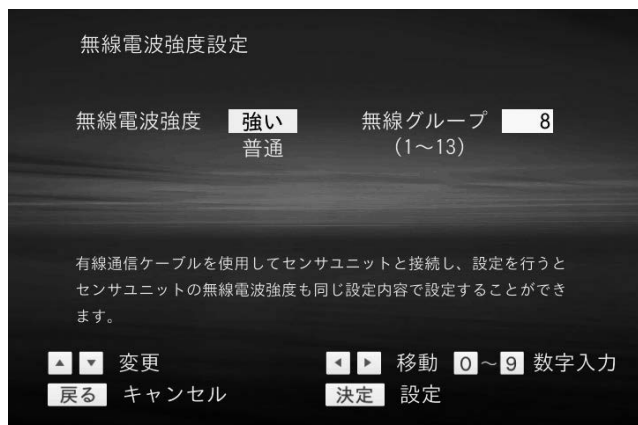 無線電波強度設定
無線電波強度 強い 無線グループ 8
普通 (1～13)
有線通信ケーブルを使用してセンサユニットと接続し、設定を行うと
センサユニットの無線電波強度も同じ設定内容で設定することができ
ます。
▲ ▼ 変更 ◀ ▶ 移動 0～9 数字入力
戻る キャンセル 決定 設定